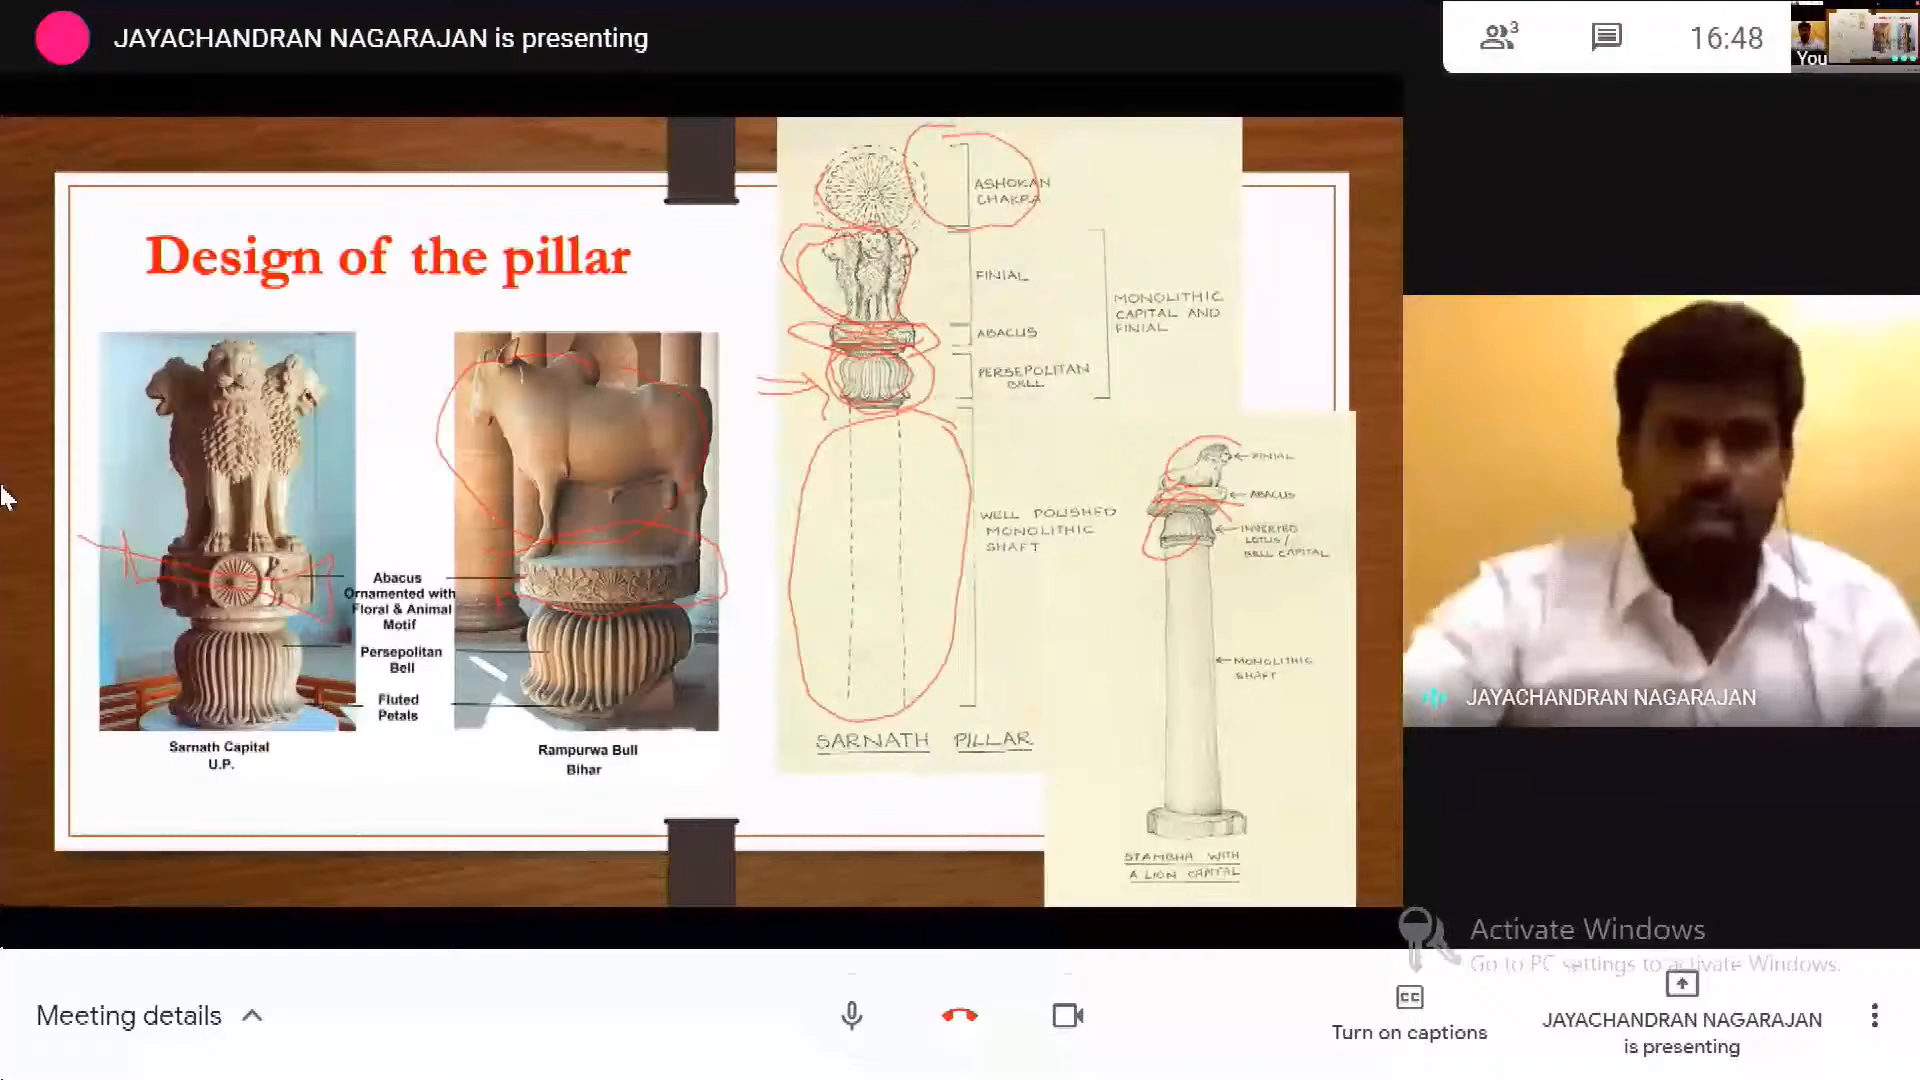 JAYACHANDRAN NAGARAJAN is presenting
3
16:48
You
Design of the pillar
Abacus
Ornamented with
Floral & Animal
Motif
Persepolitan
Bell
Fluted
Petals
Sarnath Capital
U.P.
Rampurwa Bull
Bihar
ASHOKAN
CHAKRA
FINIAL
ABACUS
PERSEPOLITAN
BELL
MONOLITHIC
CAPITAL AND
FINIAL
WELL POLISHED
MONOLITHIC
SHAFT
SARNATH PILLAR
FINIAL
ABACUS
INVERTED
LOTUS/
BELL CAPITAL
MONOLITHIC
SHAFT
STAMBHA WITH
A LION CAPITAL
JAYACHANDRAN NAGARAJAN
Activate Windows
Go to PC settings to activate Windows.
Meeting details
CC
Turn on captions
JAYACHANDRAN NAGARAJAN
is presenting